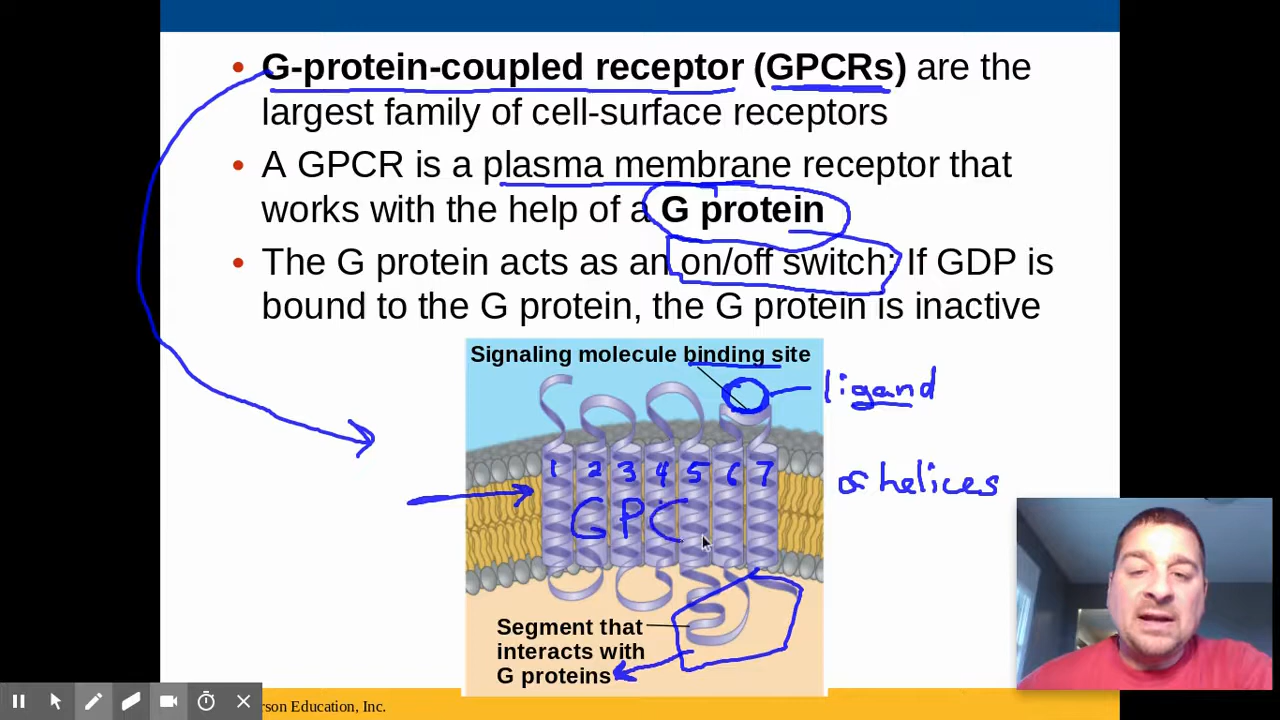 • G-protein-coupled receptor (GPCRs) are the
largest family of cell-surface receptors
• A GPCR is a plasma membrane receptor that
works with the help of a G protein
• The G protein acts as an on/off switch: If GDP is
bound to the G protein, the G protein is inactive
Signaling molecule binding site
ligand
1 2 3 4 5 6 7
α helices
GPC
Segment that
interacts with
G proteins
rson Education, Inc.